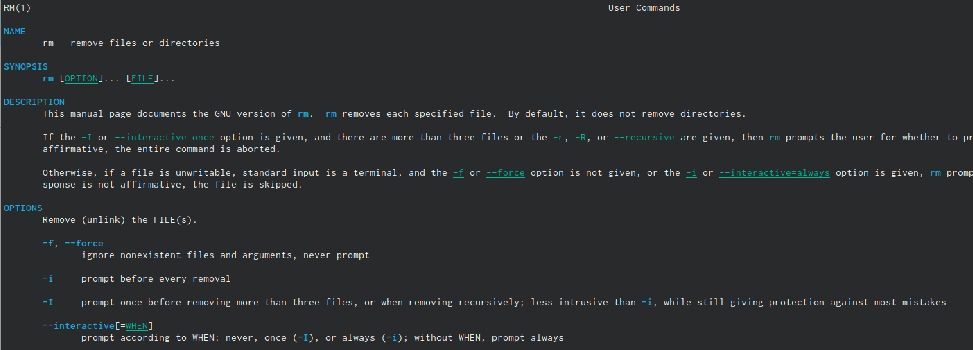 RM(1) User Commands
NAME
rm - remove files or directories
SYNOPSIS
rm [OPTION]... [FILE]...
DESCRIPTION
This manual page documents the GNU version of rm. rm removes each specified file. By default, it does not remove directories.
If the -I or --interactive=once option is given, and there are more than three files or the -r, -R, or --recursive are given, then rm prompts the user for whether to pr
affirmative, the entire command is aborted.
Otherwise, if a file is unwritable, standard input is a terminal, and the -f or --force option is not given, or the -i or --interactive=always option is given, rm promp
sponse is not affirmative, the file is skipped.
OPTIONS
Remove (unlink) the FILE(s).
-f, --force
ignore nonexistent files and arguments, never prompt
-i prompt before every removal
-I prompt once before removing more than three files, or when removing recursively; less intrusive than -i, while still giving protection against most mistakes
--interactive[=WHEN]
prompt according to WHEN: never, once (-I), or always (-i); without WHEN, prompt always